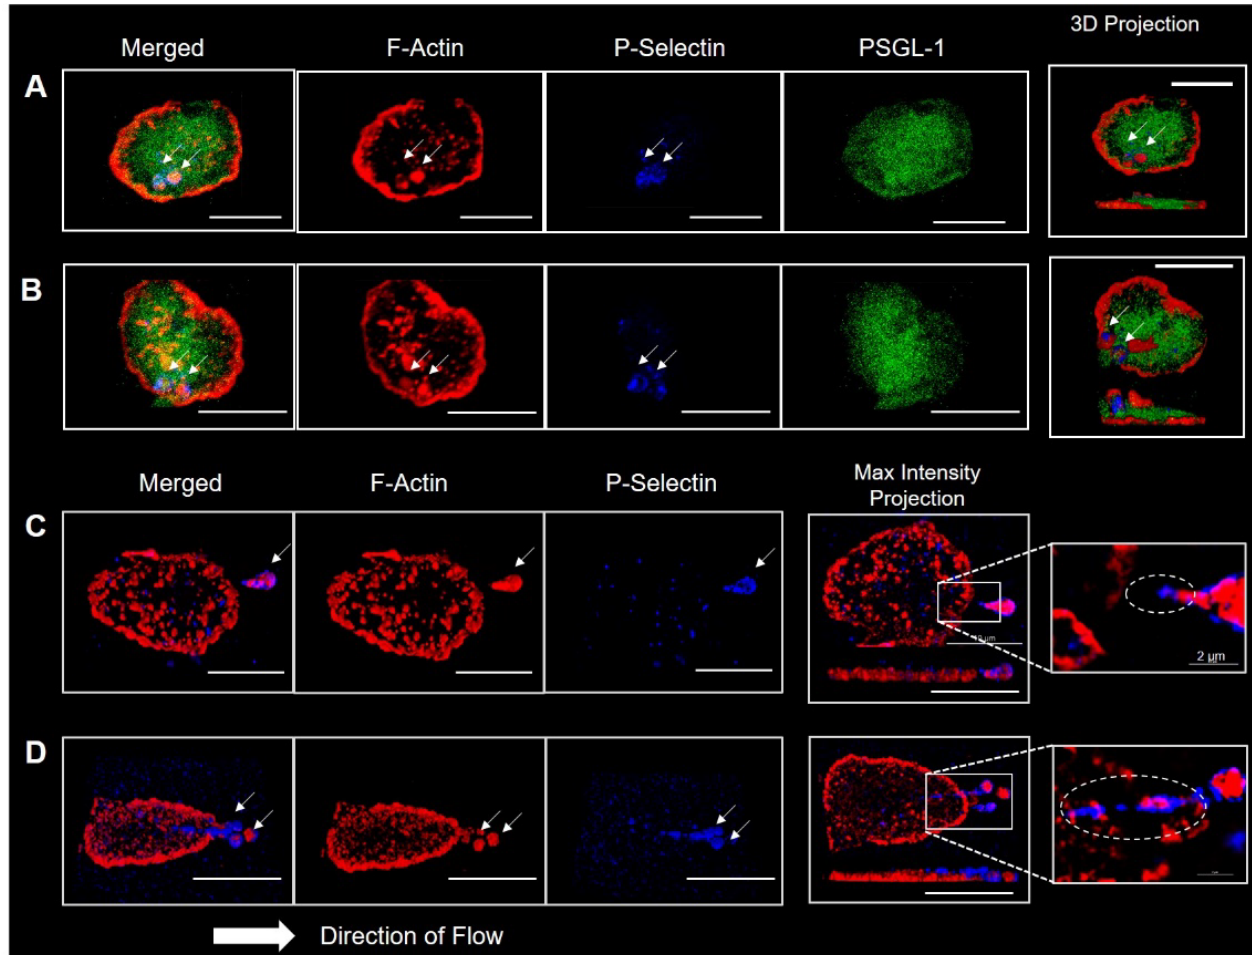 3D Projection
Merged
F-Actin
P-Selectin
PSGL-1
A
B
Merged
F-Actin
P-Selectin
Max Intensity
Projection
C
2 µm
D
Direction of Flow